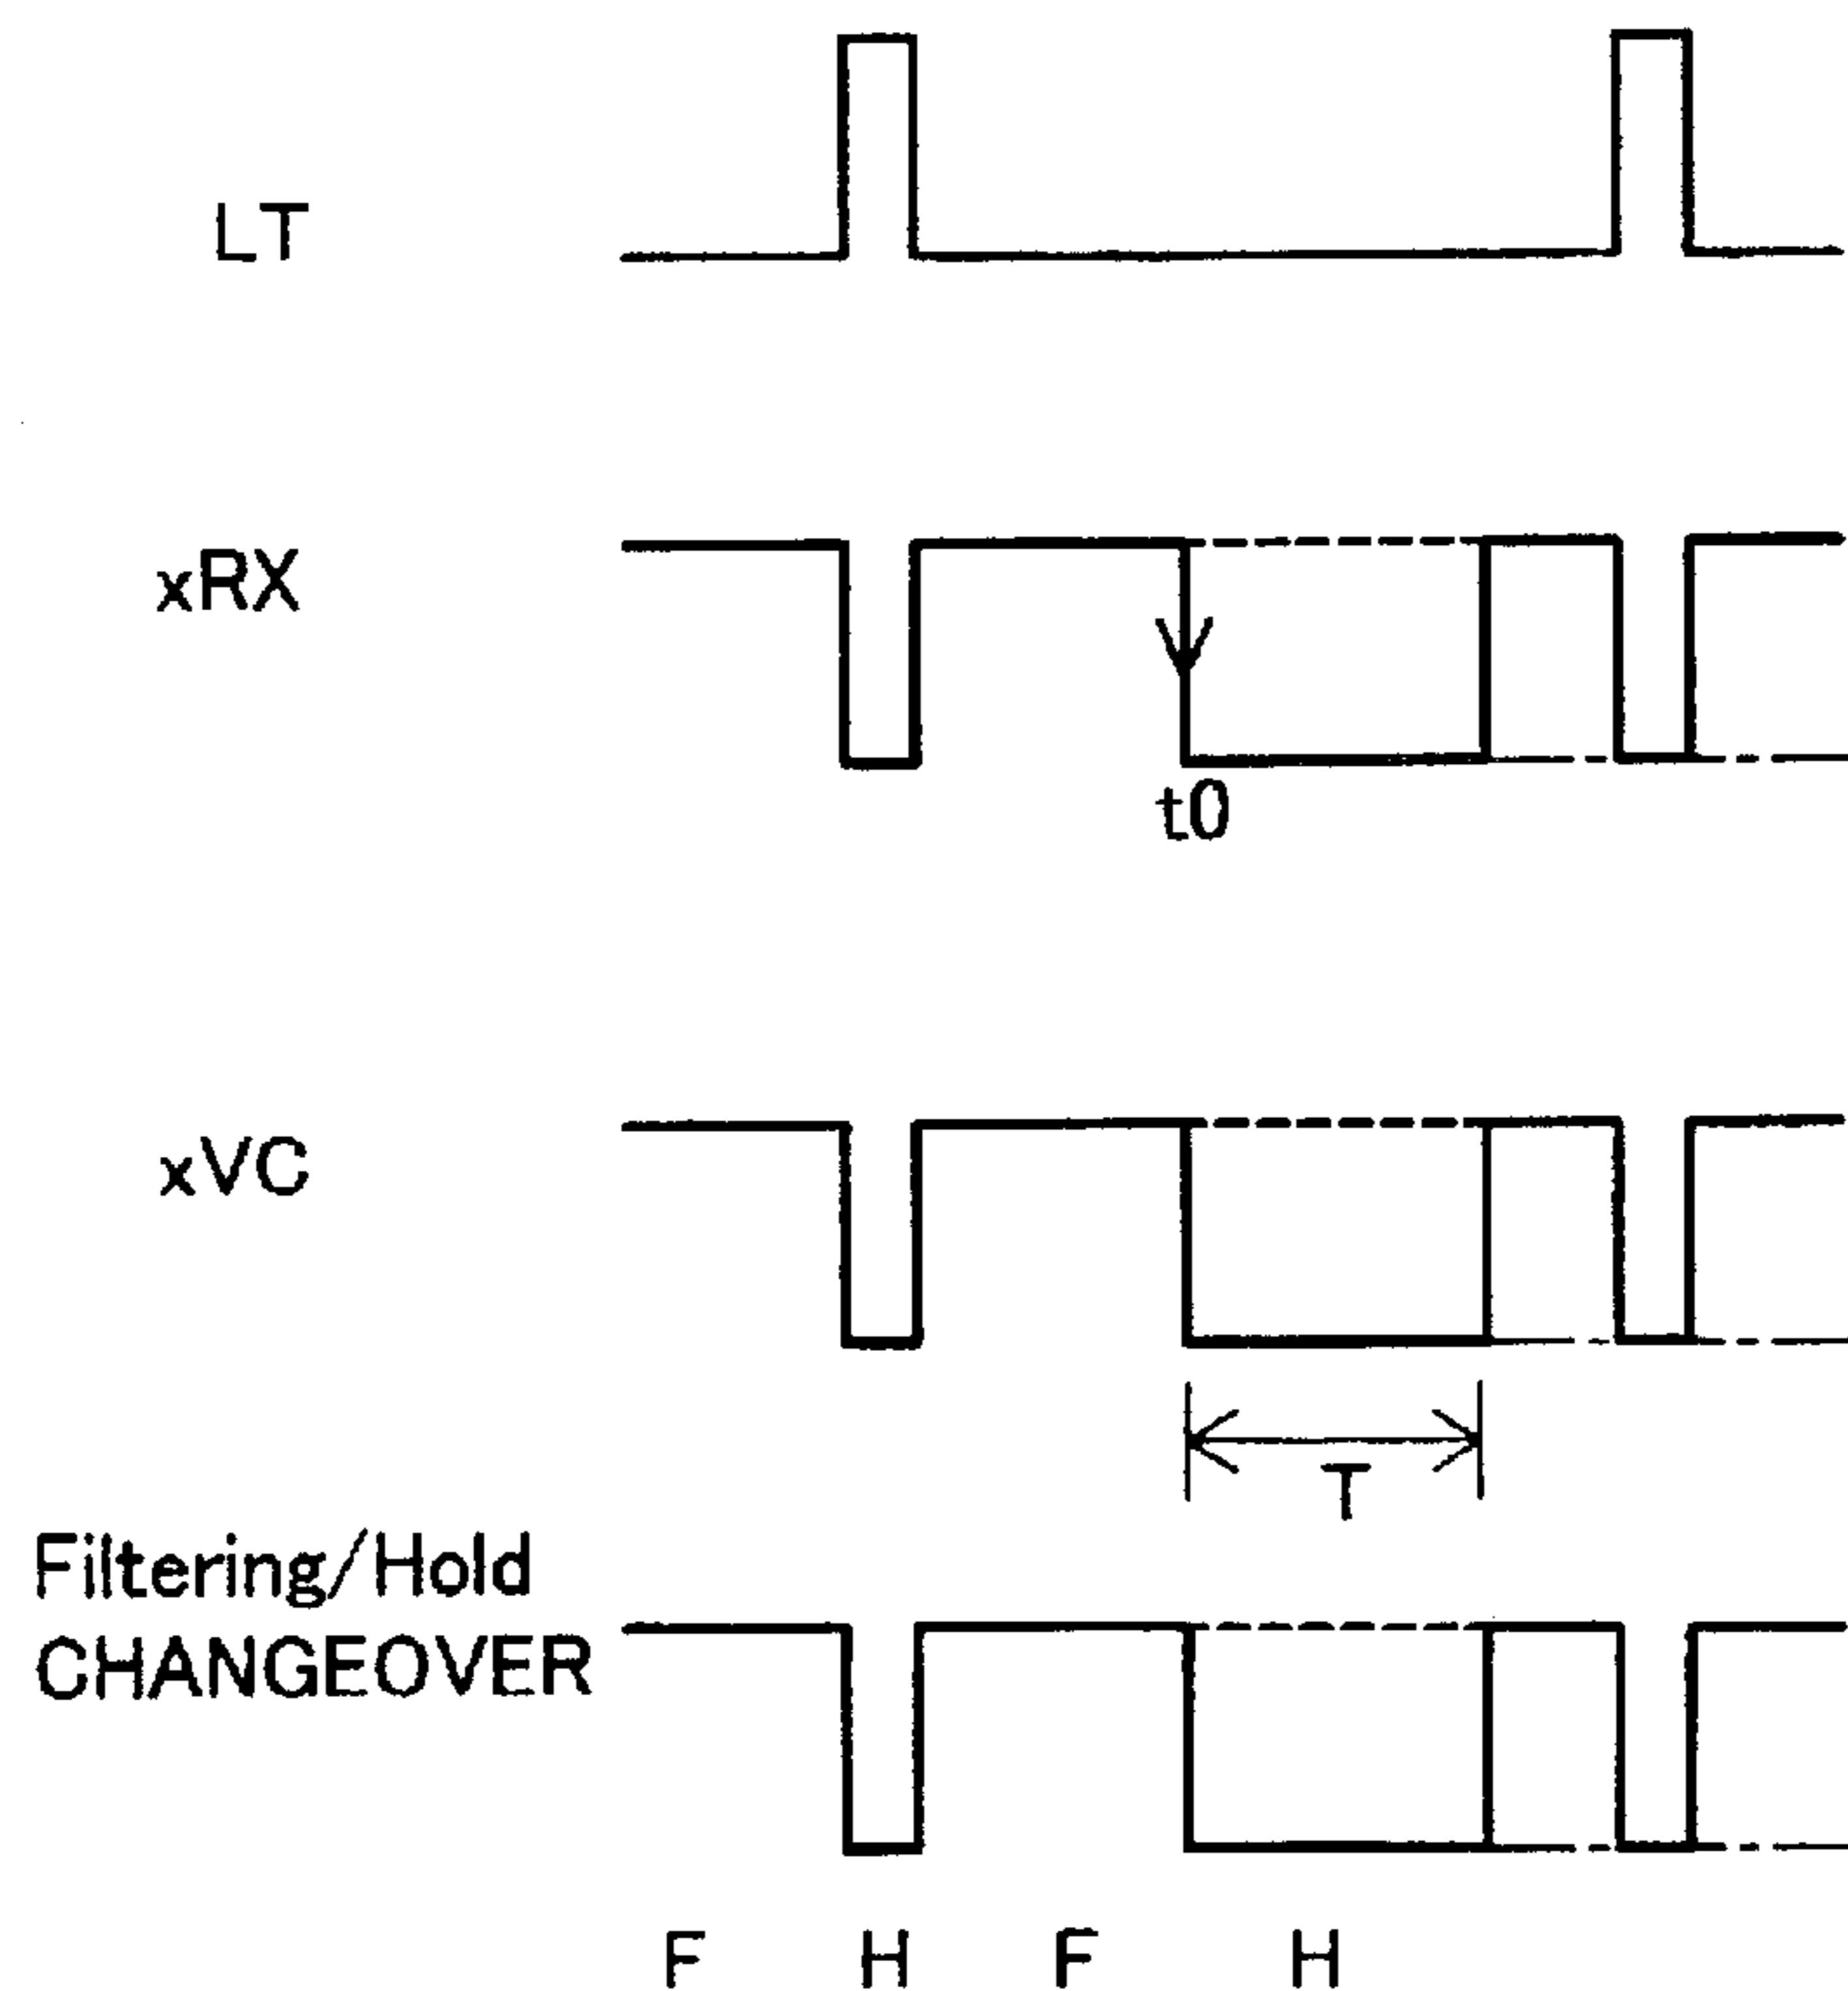 LT
xRX
t0
xVC
T
Filtering/Hold
CHANGEOVER
F H F H